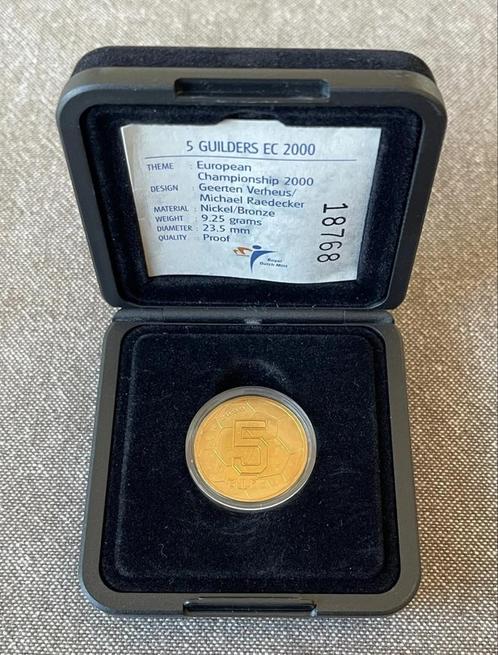 5 GUILDERS EC 2000
THEME : European
Championship 2000
DESIGN : Geerten Verheus/
Michael Raedecker
MATERIAL : Nickel/Bronze
WEIGHT : 9.25 grams
DIAMETER : 23.5 mm
QUALITY : Proof
Royal
Dutch Mint
18768
5